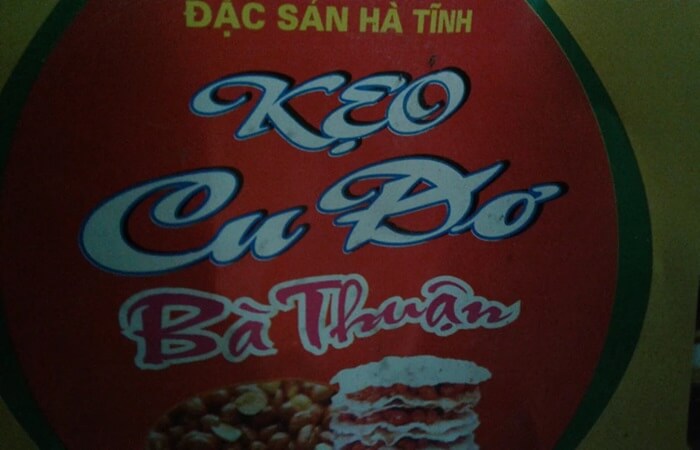 ĐẶC SẢN HÀ TĨNH
KẸO
Cu Đơ
Bà Thuận